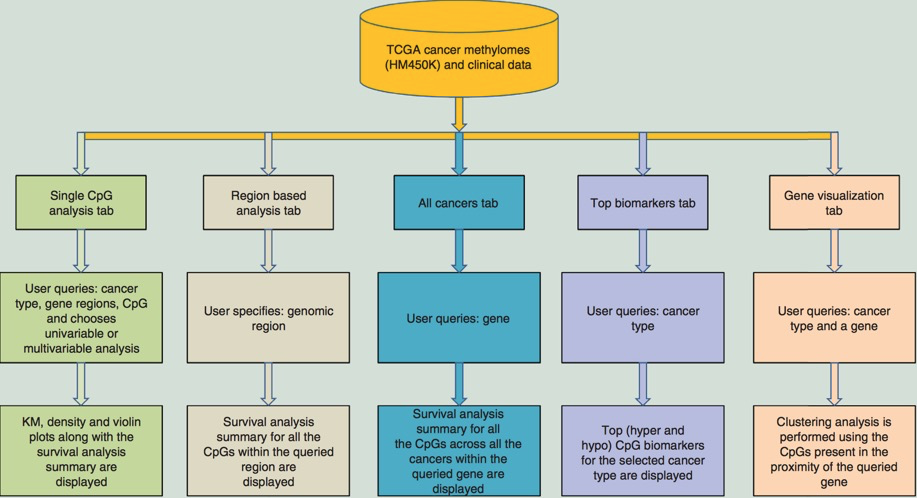 TCGA cancer methylomes
(HM450K) and clinical data
Single CpG
analysis tab
Region based
analysis tab
All cancers tab
Top biomarkers tab
Gene visualization
tab
User queries: cancer
type, gene regions, CpG
and chooses
univariable or
multivariable analysis
User specifies: genomic
region
User queries: gene
User queries: cancer
type
User queries: cancer
type and a gene
KM, density and violin
plots along with the
survival analysis
summary are
displayed
Survival analysis
summary for all the
CpGs within the queried
region are displayed
Survival analysis
summary for all
the CpGs across all the
cancers within the
queried gene are
displayed
Top (hyper and
hypo) CpG biomarkers
for the selected cancer
type are displayed
Clustering analysis is
performed using the
CpGs present in the
proximity of the queried
gene